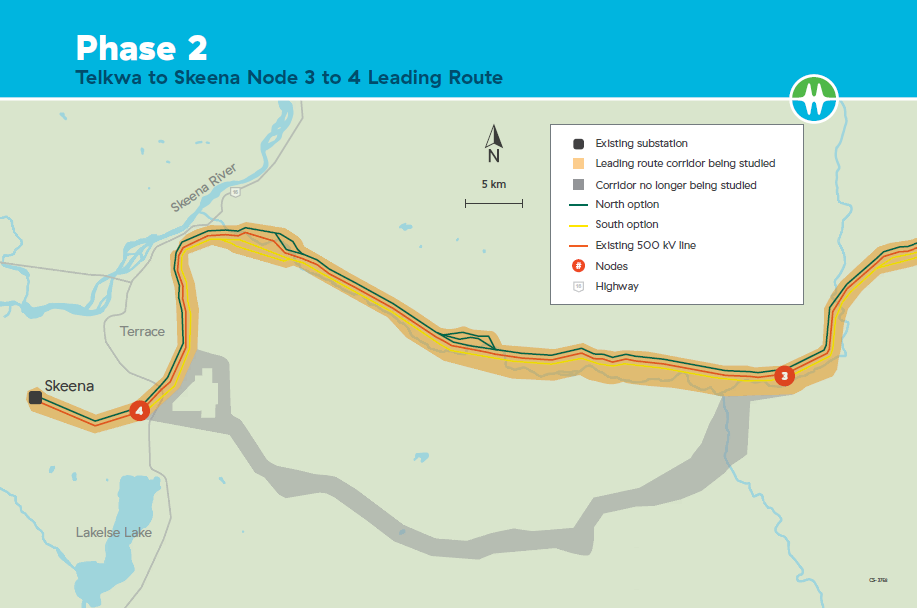 Phase 2
Telkwa to Skeena Node 3 to 4 Leading Route
N
5 km
Existing substation
Leading route corridor being studied
Corridor no longer being studied
North option
South option
Existing 500 kV line
# Nodes
Highway
Skeena River
Terrace
Skeena
4
3
Lakelse Lake